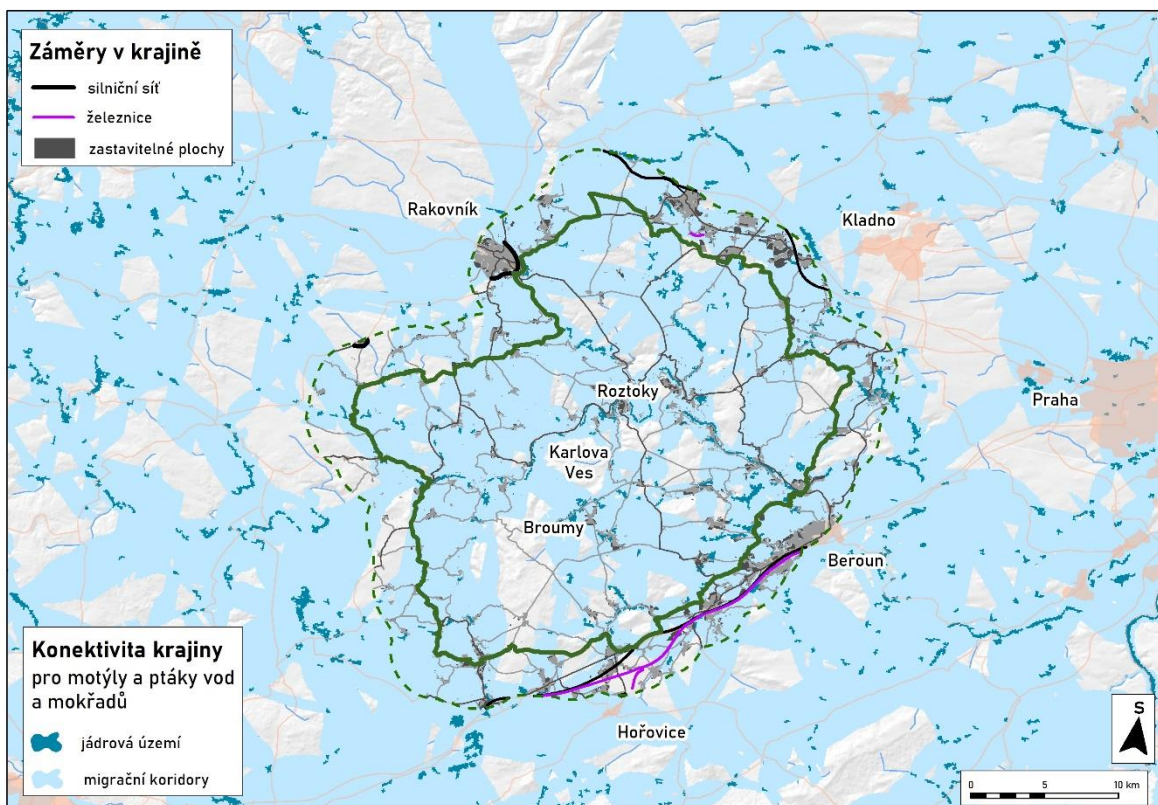 Záměry v krajině
silniční síť
železnice
zastavitelné plochy
Rakovník
Kladno
Roztoky
Praha
Karlova
Ves
Broumy
Beroun
Hořovice
Konektivita krajiny
pro motýly a ptáky vod
a mokřadů
jádrová území
migrační koridory
S
0 5 10 km